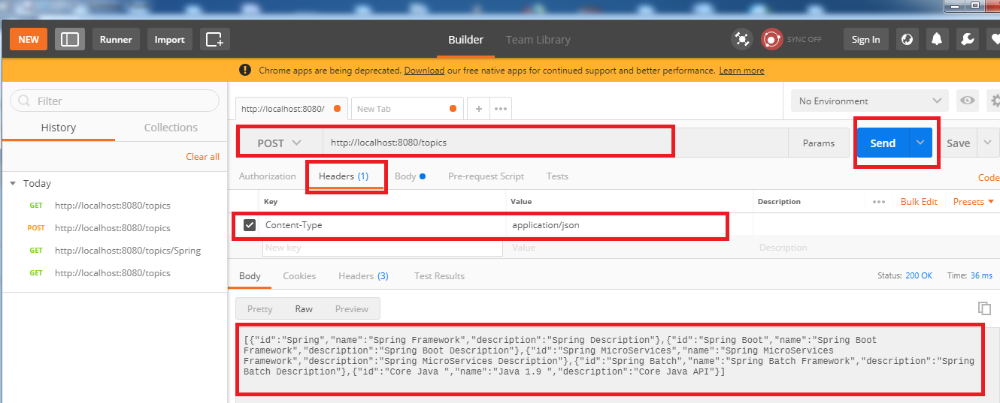 NEW Runner Import Builder Team Library SYNC OFF Sign In
! Chrome apps are being deprecated. Download our free native apps for continued support and better performance. Learn more
Filter
History Collections
Clear all
Today
GET http://localhost:8080/topics
POST http://localhost:8080/topics
GET http://localhost:8080/topics/Spring
GET http://localhost:8080/topics
http://localhost:8080/ New Tab + ••• No Environment
POST http://localhost:8080/topics Params Send Save
Authorization Headers (1) Body Pre-request Script Tests Code
Key Value Description ••• Bulk Edit Presets
Content-Type application/json
New key Value Description
Body Cookies Headers (3) Test Results Status: 200 OK Time: 36 ms
Pretty Raw Preview
[{"id":"Spring","name":"Spring Framework","description":"Spring Description"},{"id":"Spring Boot","name":"Spring Boot
Framework","description":"Spring Boot Description"},{"id":"Spring MicroServices","name":"Spring MicroServices
Framework","description":"Spring MicroServices Description"},{"id":"Spring Batch","name":"Spring Batch Framework","description":"Spring
Batch Description"},{"id":"Core Java ","name":"Java 1.9 ","description":"Core Java API"}]